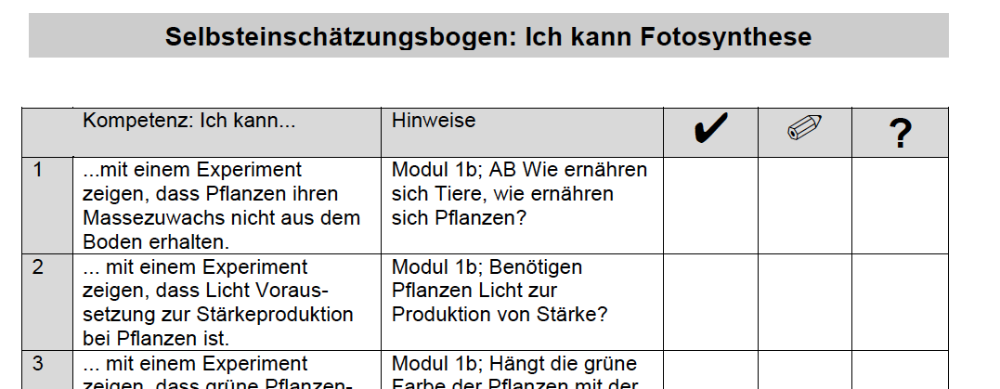 Selbsteinschätzungsbogen: Ich kann Fotosynthese
Kompetenz: Ich kann...
Hinweise
?
1
...mit einem Experiment
zeigen, dass Pflanzen ihren
Massezuwachs nicht aus dem
Boden erhalten.
Modul 1b; AB Wie ernähren
sich Tiere, wie ernähren
sich Pflanzen?
2
... mit einem Experiment
zeigen, dass Licht Voraus-
setzung zur Stärkeproduktion
bei Pflanzen ist.
Modul 1b; Benötigen
Pflanzen Licht zur
Produktion von Stärke?
3
... mit einem Experiment
zeigen, dass grüne Pflanzen-
Modul 1b; Hängt die grüne
Farbe der Pflanzen mit der